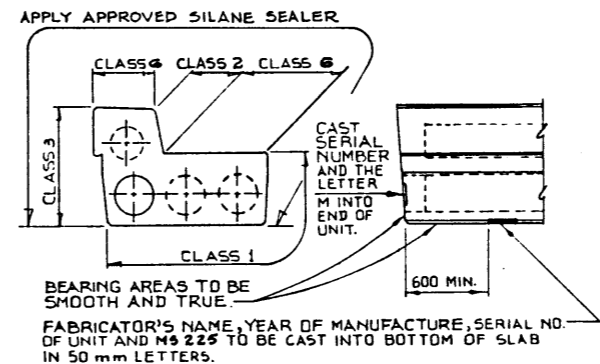 APPLY APPROVED SILANE SEALER
CLASS 6 CLASS 2 CLASS 6
CLASS 3
CAST
SERIAL
NUMBER
AND THE
LETTER
M INTO
END OF
UNIT.
CLASS 1
600 MIN.
BEARING AREAS TO BE
SMOOTH AND TRUE.
FABRICATOR'S NAME, YEAR OF MANUFACTURE, SERIAL NO.
OF UNIT AND MS 225 TO BE CAST INTO BOTTOM OF SLAB
IN 50 mm LETTERS.